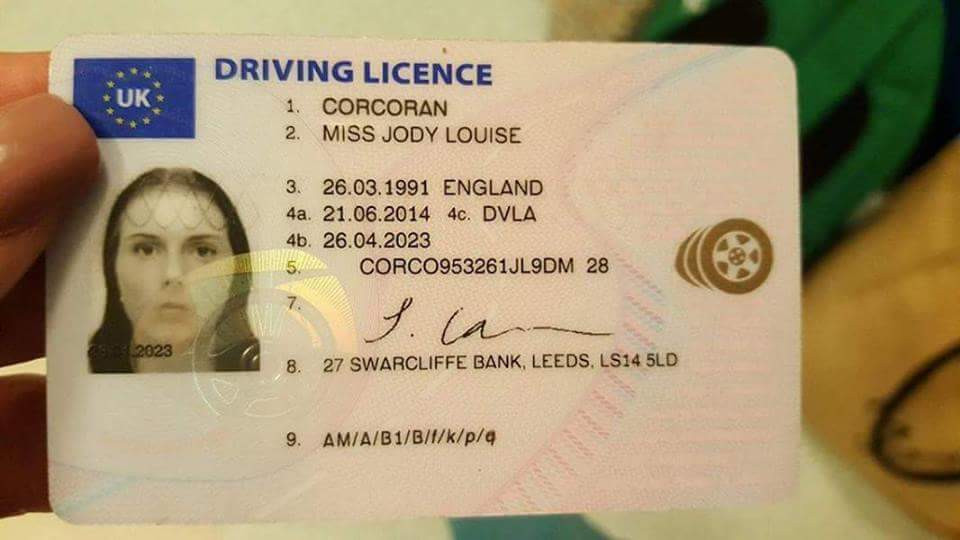 UK
DRIVING LICENCE
1. CORCORAN
2. MISS JODY LOUISE
3. 26.03.1991 ENGLAND
4a. 21.06.2014 4c. DVLA
4b. 26.04.2023
5. CORCO953261JL9DM 28
7.
8. 27 SWARCLIFFE BANK, LEEDS, LS14 5LD
9. AM/A/B1/B/f/k/p/q
2023